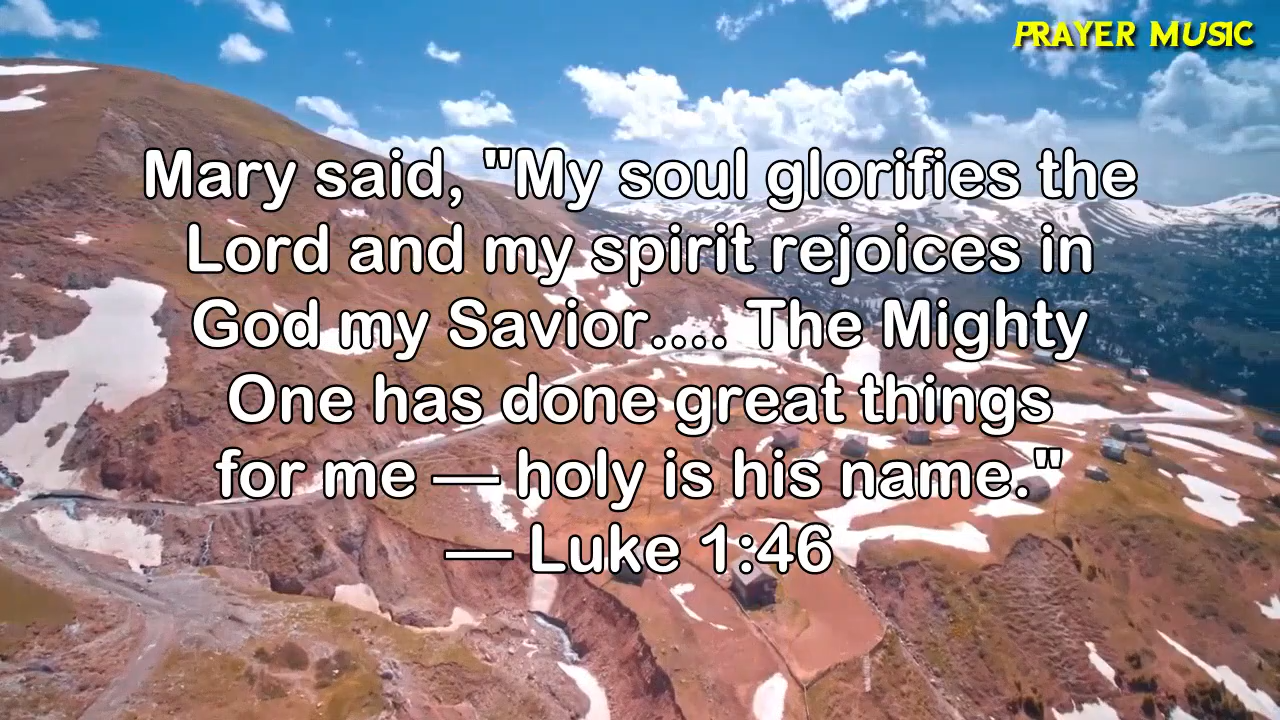 PRAYER MUSIC
Mary said, "My soul glorifies the
Lord and my spirit rejoices in
God my Savior.... The Mighty
One has done great things
for me — holy is his name."
— Luke 1:46